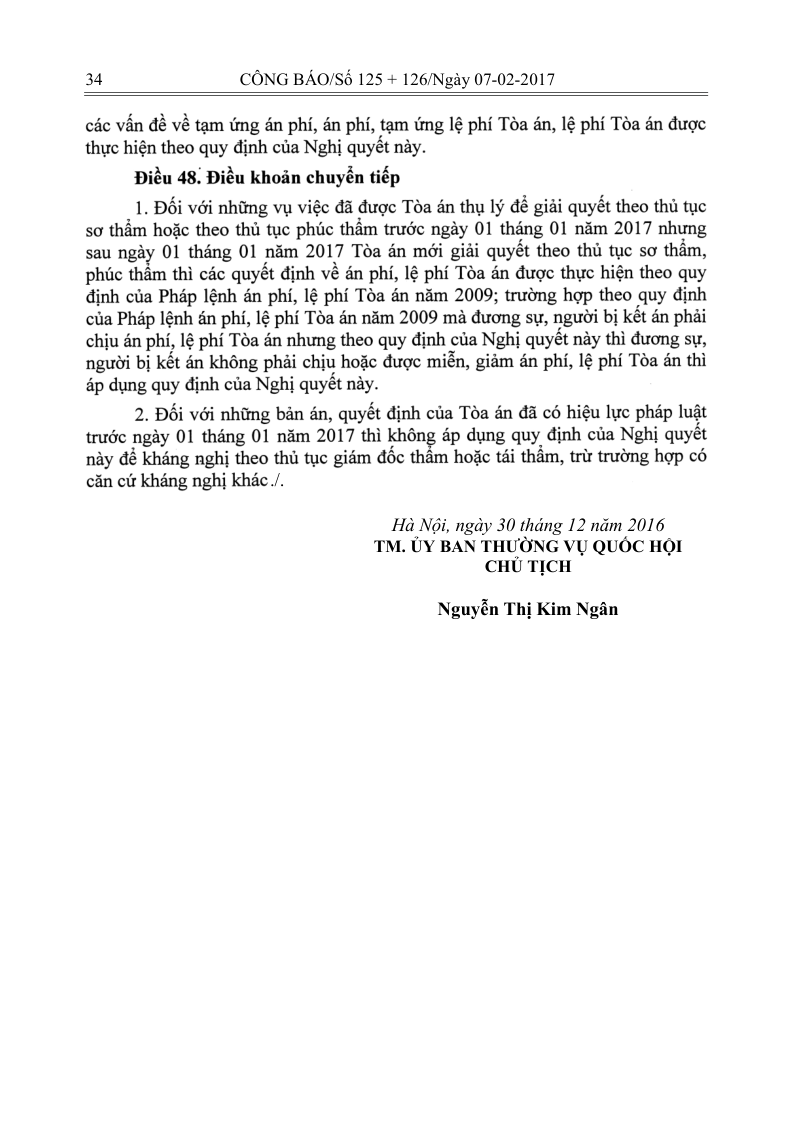 34 CÔNG BÁO/Số 125 + 126/Ngày 07-02-2017
các vấn đề về tạm ứng án phí, án phí, tạm ứng lệ phí Tòa án, lệ phí Tòa án được
thực hiện theo quy định của Nghị quyết này.
Điều 48. Điều khoản chuyển tiếp
1. Đối với những vụ việc đã được Tòa án thụ lý để giải quyết theo thủ tục
sơ thẩm hoặc theo thủ tục phúc thẩm trước ngày 01 tháng 01 năm 2017 nhưng
sau ngày 01 tháng 01 năm 2017 Tòa án mới giải quyết theo thủ tục sơ thẩm,
phúc thẩm thì các quyết định về án phí, lệ phí Tòa án được thực hiện theo quy
định của Pháp lệnh án phí, lệ phí Tòa án năm 2009; trường hợp theo quy định
của Pháp lệnh án phí, lệ phí Tòa án năm 2009 mà đương sự, người bị kết án phải
chịu án phí, lệ phí Tòa án nhưng theo quy định của Nghị quyết này thì đương sự,
người bị kết án không phải chịu hoặc được miễn, giảm án phí, lệ phí Tòa án thì
áp dụng quy định của Nghị quyết này.
2. Đối với những bản án, quyết định của Tòa án đã có hiệu lực pháp luật
trước ngày 01 tháng 01 năm 2017 thì không áp dụng quy định của Nghị quyết
này để kháng nghị theo thủ tục giám đốc thẩm hoặc tái thẩm, trừ trường hợp có
căn cứ kháng nghị khác./.
Hà Nội, ngày 30 tháng 12 năm 2016
TM. ỦY BAN THƯỜNG VỤ QUỐC HỘI
CHỦ TỊCH
Nguyễn Thị Kim Ngân